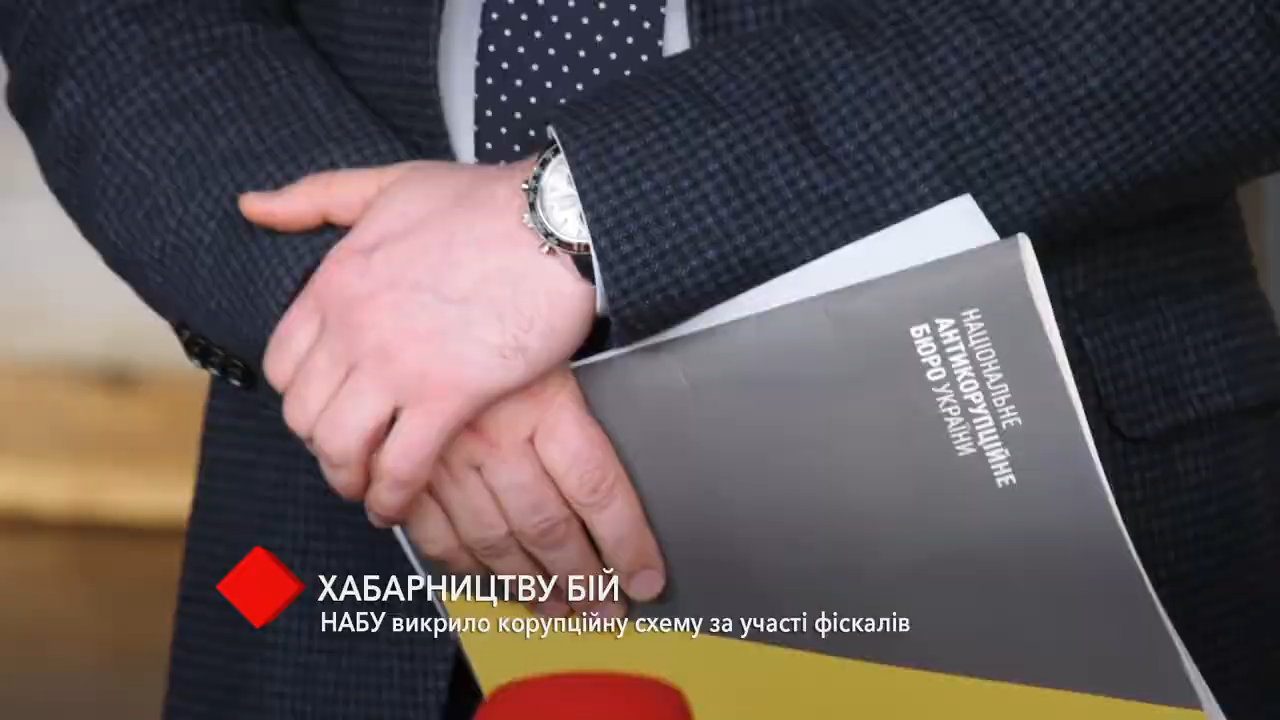 НАЦІОНАЛЬНЕ
АНТИКОРУПЦІЙНЕ
БЮРО УКРАЇНИ
ХАБАРНИЦТВУ БІЙ
НАБУ викрило корупційну схему за участі фіскалів